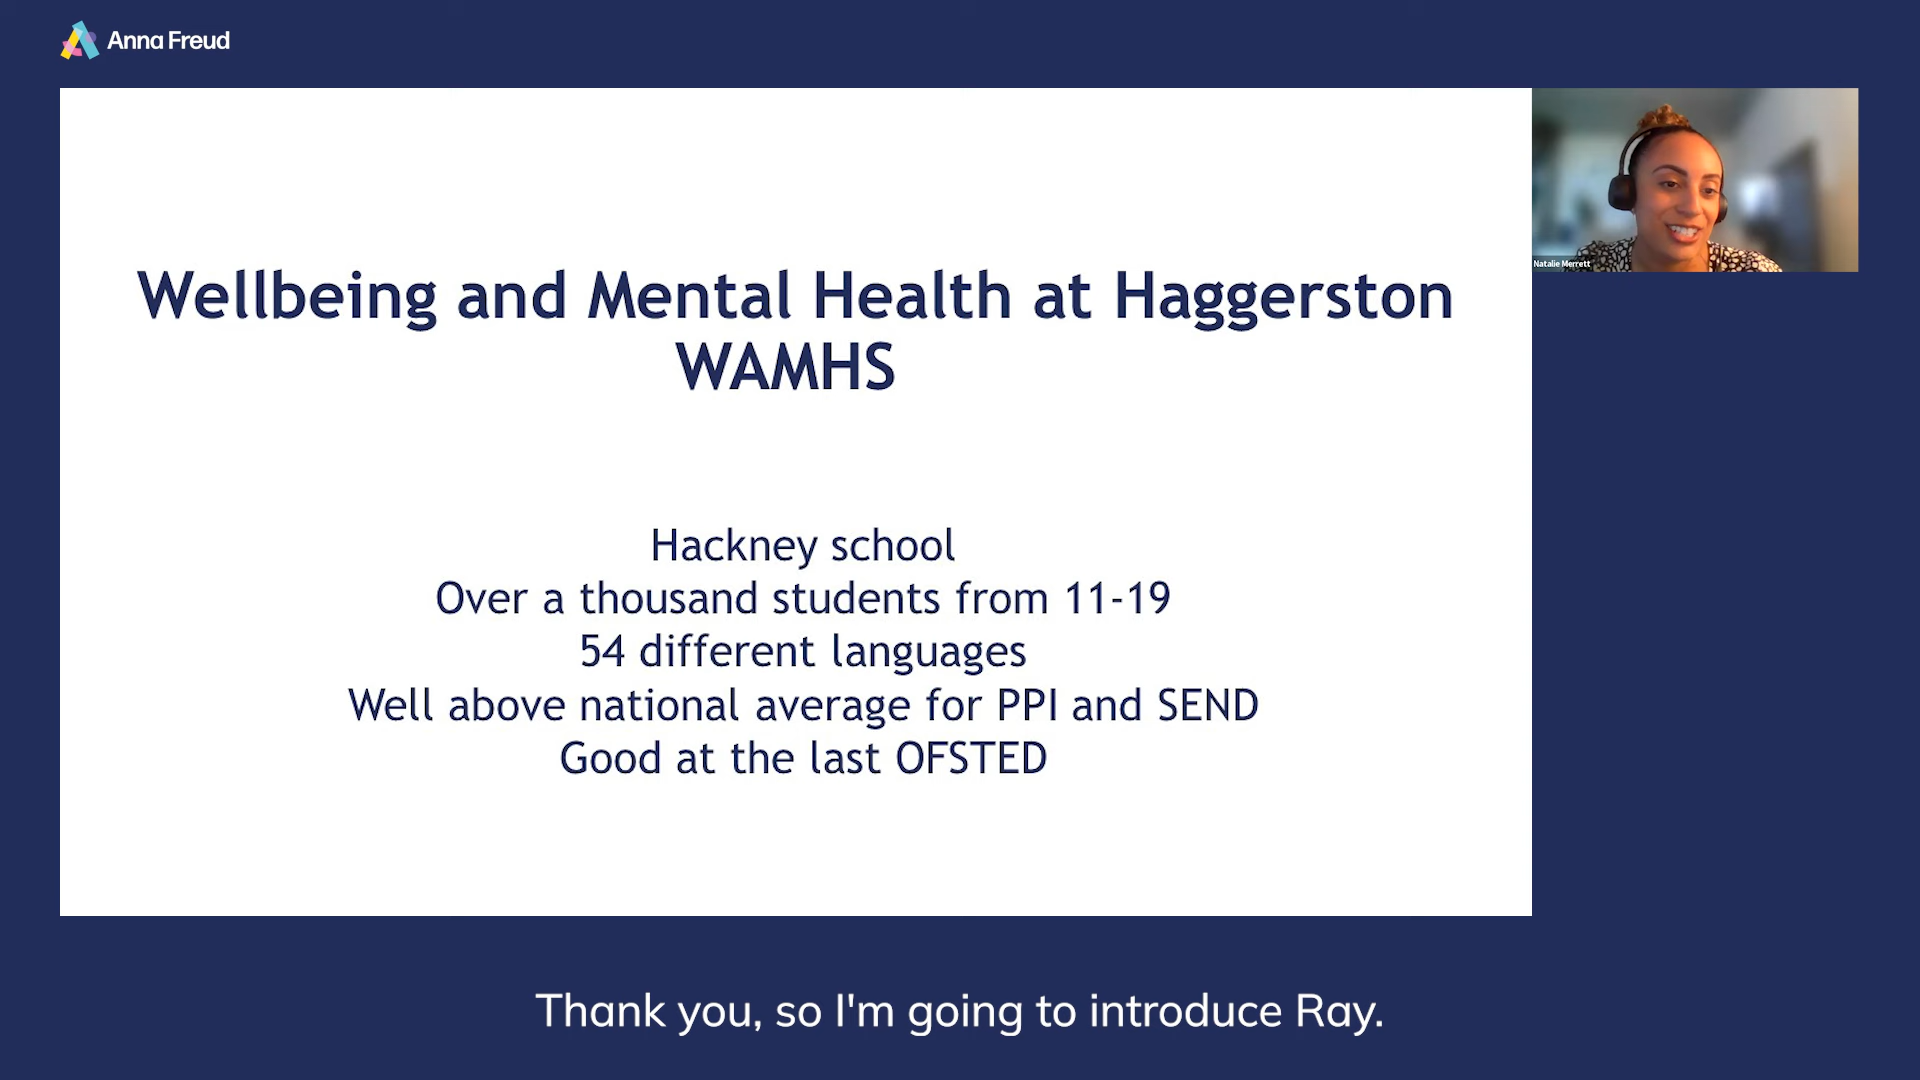 Anna Freud
Wellbeing and Mental Health at Haggerston
WAMHS
Natalie Merrett
Hackney school
Over a thousand students from 11-19
54 different languages
Well above national average for PPI and SEND
Good at the last OFSTED
Thank you, so I'm going to introduce Ray.